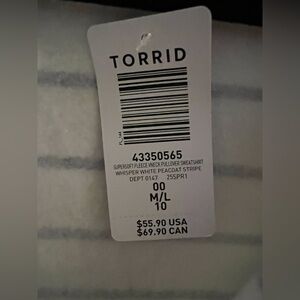 TORRID
43350565
SUPERSOFT FLEECE VNECK PULLOVER SWEATSHIRT
WHISPER WHITE PEACOAT STRIPE
DEPT 0147 25SPR1
00
M/L
10
$55.90 USA
$69.90 CAN